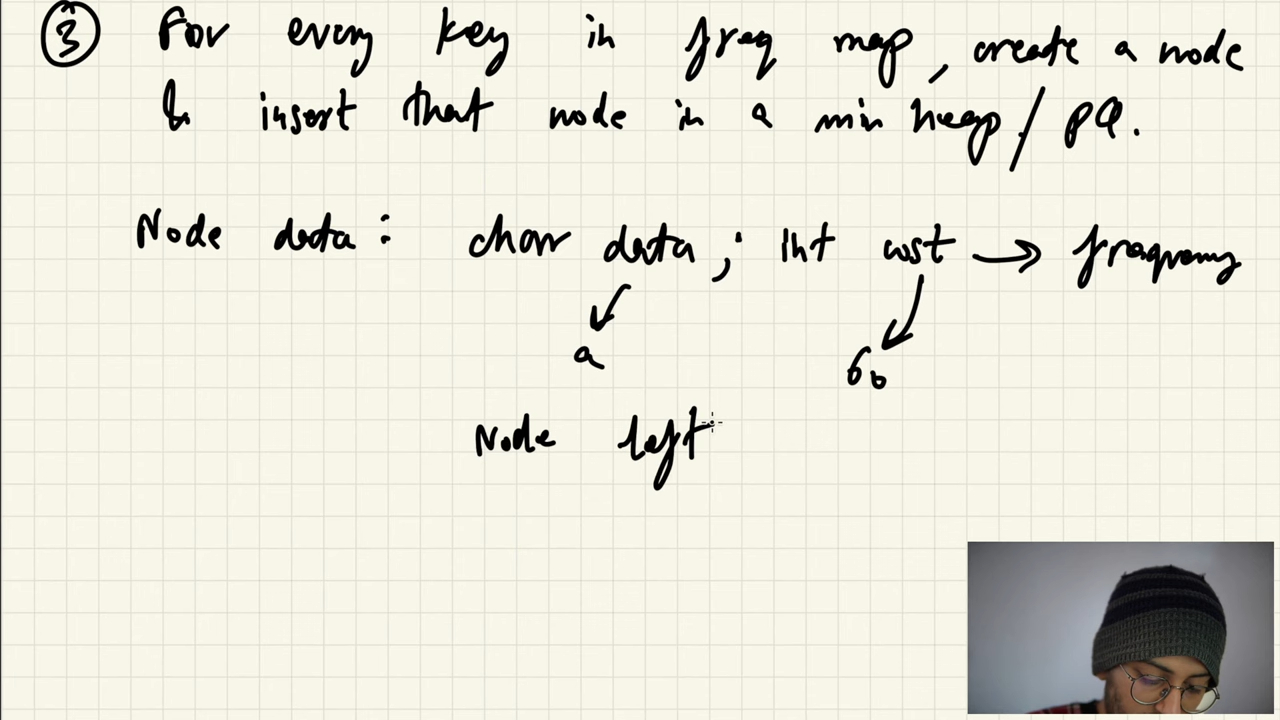 3 For every key in freq map, create a node
& insert that node in a min heap / PQ.
Node data : char data ; int cost → frequency
a
Node left